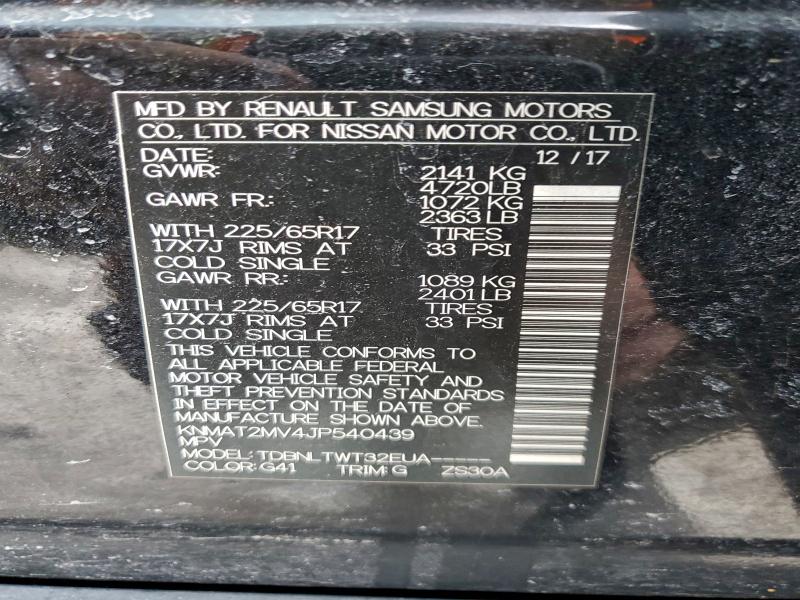 MFD BY RENAULT SAMSUNG MOTORS
CO., LTD. FOR NISSAN MOTOR CO., LTD.
DATE: 12 / 17
GVWR: 2141 KG
4720LB
GAWR FR: 1072 KG
2363 LB
WITH 225/65R17 TIRES
17X7J RIMS AT 33 PSI
COLD SINGLE
GAWR RR: 1089 KG
2401 LB
WITH 225/65R17 TIRES
17X7J RIMS AT 33 PSI
COLD SINGLE
THIS VEHICLE CONFORMS TO
ALL APPLICABLE FEDERAL
MOTOR VEHICLE SAFETY AND
THEFT PREVENTION STANDARDS
IN EFFECT ON THE DATE OF
MANUFACTURE SHOWN ABOVE.
KNMAT2MV4JP540439
MPV
MODEL: TDBNLTWT32EUA-----
COLOR: G41 TRIM: G ZS30A